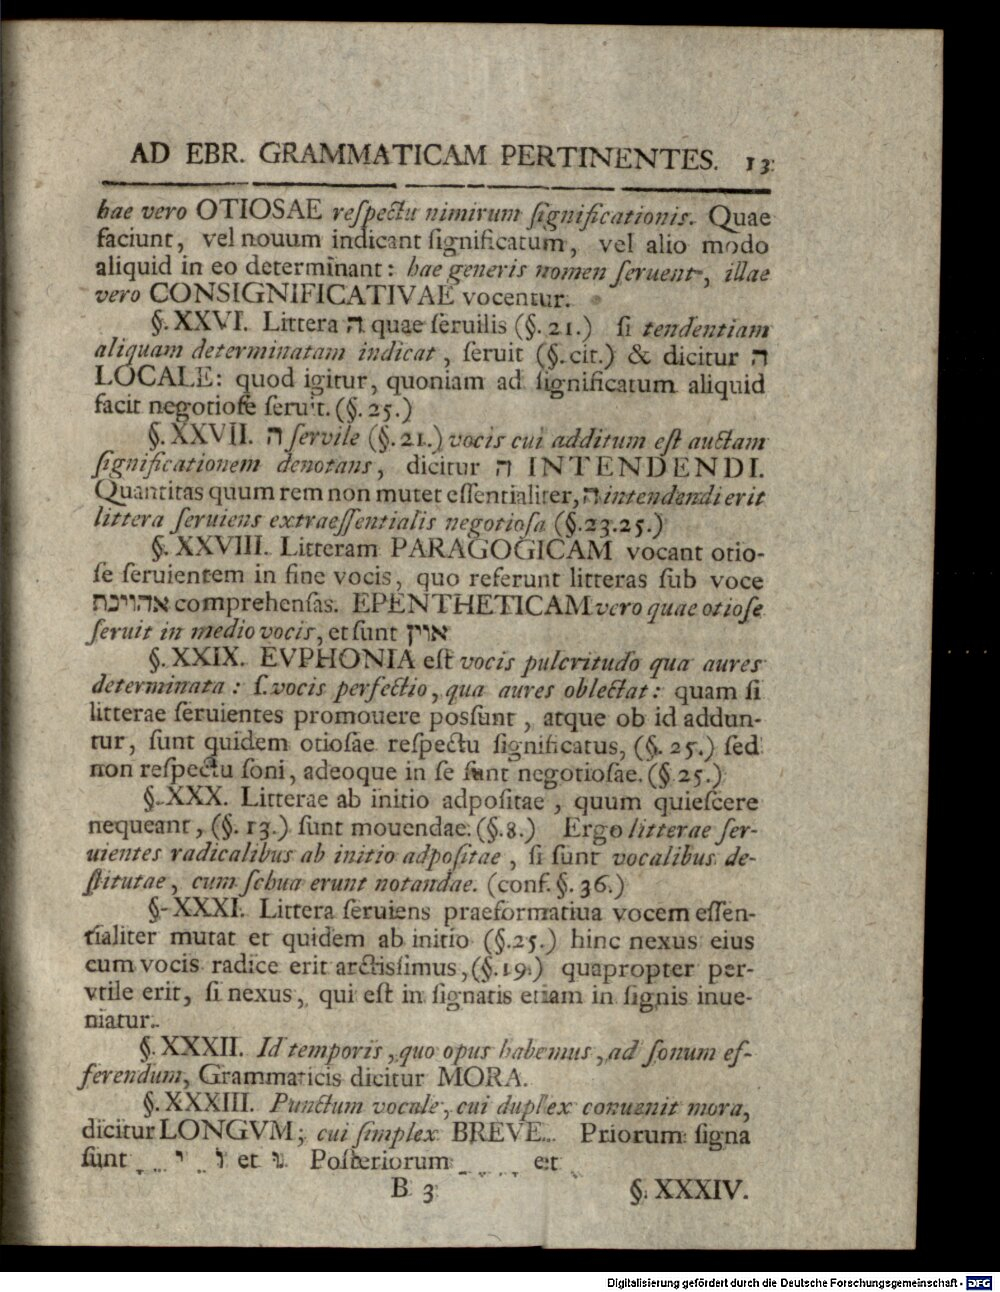 AD EBR. GRAMMATICAM PERTINENTES. 13
hae vero OTIOSAE reſpectu nimirum ſignificationis. Quae
faciunt, vel nouum indicant ſignificatum, vel alio modo
aliquid in eo determinant: hae generis nomen ſeruent, illae
vero CONSIGNIFICATIVAE vocentur.
§. XXVI. Littera ה quae ſeruilis (§. 21.) ſi tendentiam
aliquam determinatam indicat, ſeruit (§. cit.) & dicitur ה
LOCALE: quod igitur, quoniam ad ſignificatum aliquid
facit negotioſe ſeruit. (§. 25.)
§. XXVII. ה ſervile (§. 21.) vocis cui additum eſt auctam
ſignificationem denotans, dicitur ה INTENDENDI.
Quantitas quum rem non mutet eſſentialiter, ה intendendi erit
littera ſeruiens extraeſſentialis negotioſa (§. 23. 25.)
§. XXVIII. Litteram PARAGOGICAM vocant otio-
ſe ſeruientem in fine vocis, quo referunt litteras ſub voce
אהויכת comprehenſas. EPENTHETICAM vero quae otioſe
ſeruit in medio vocis, et ſunt אוין
§. XXIX. EVPHONIA eſt vocis pulcritudo qua aures
determinata: ſ. vocis perfectio, qua aures oblectat: quam ſi
litterae ſeruientes promouere possunt, atque ob id addun-
tur, ſunt quidem otioſae reſpectu ſignificatus, (§. 25.) ſed
non reſpectu ſoni, adeoque in ſe ſunt negotioſae. (§. 25.)
§. XXX. Litterae ab initio adpoſitae, quum quieſcere
nequeant, (§. 13.) ſunt mouendae. (§. 8.) Ergo litterae ſer-
uientes radicalibus ab initio adpoſitae, ſi ſunt vocalibus de-
ſtitutae, cum ſchua erunt notandae. (conf. §. 36.)
§. XXXI. Littera ſeruiens praeformatiua vocem eſſen-
tialiter mutat et quidem ab initio (§. 25.) hinc nexus eius
cum vocis radice erit arctisſimus, (§. 19.) quapropter per-
vtile erit, ſi nexus, qui eſt in ſignatis etiam in ſignis inue-
niatur.
§. XXXII. Id temporis, quo opus habemus, ad ſonum ef-
ferendum, Grammaticis dicitur MORA.
§. XXXIII. Punctum vocale, cui duplex conuenit mora,
dicitur LONGVM; cui ſimplex BREVE. Priorum ſigna
ſunt et Poſteriorum et
B 3 §. XXXIV.
Digitalisierung gefördert durch die Deutsche Forschungsgemeinschaft - DFG